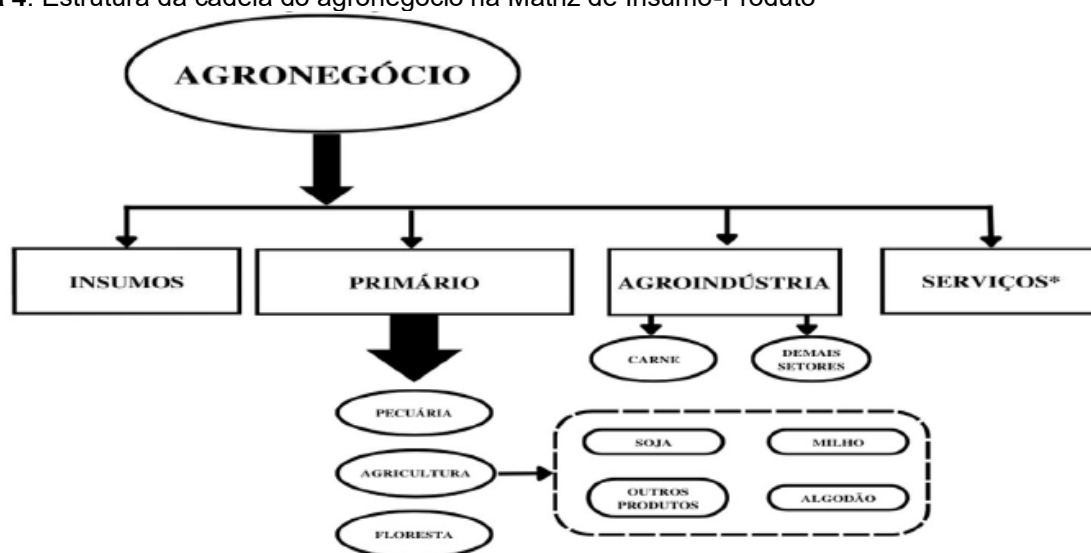 4. Estrutura da cadeia do agronegócio na Matriz de Insumo-Produto
AGRONEGÓCIO
INSUMOS
PRIMÁRIO
AGROINDÚSTRIA
SERVIÇOS*
CARNE
DEMAIS
SETORES
PECUÁRIA
AGRICULTURA
FLORESTA
SOJA
MILHO
OUTROS
PRODUTOS
ALGODÃO